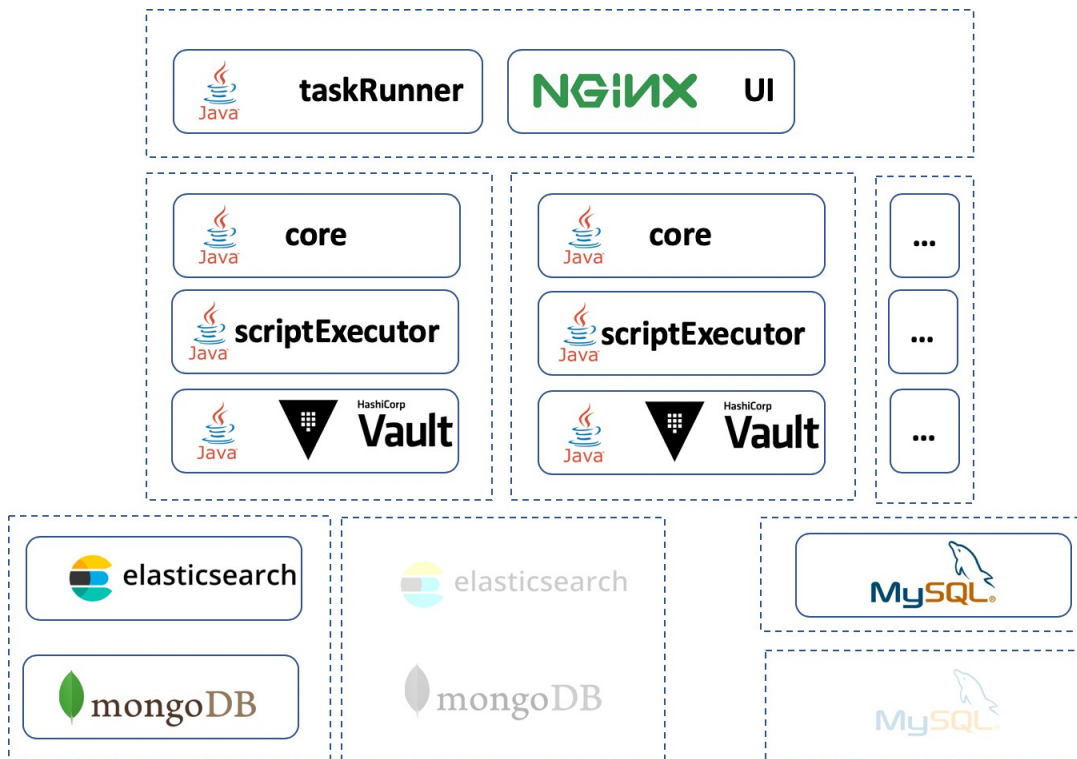 Java taskRunner NGiNX UI
Java core Java core ...
Java scriptExecutor Java scriptExecutor ...
Java HashiCorp Vault Java HashiCorp Vault ...
elasticsearch elasticsearch MySQL®
mongoDB mongoDB MySQL®